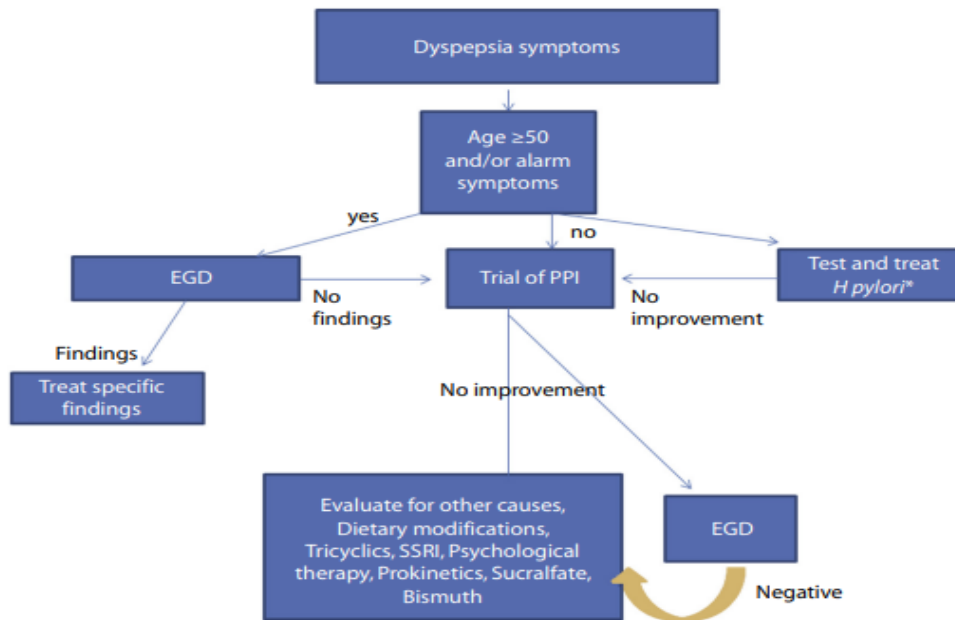 Dyspepsia symptoms
Age ≥50
and/or alarm
symptoms
yes
no
EGD
Trial of PPI
Test and treat
H pylori*
No
findings
No
improvement
Findings
Treat specific
findings
No improvement
Evaluate for other causes,
Dietary modifications,
Tricyclics, SSRI, Psychological
therapy, Prokinetics, Sucralfate,
Bismuth
EGD
Negative